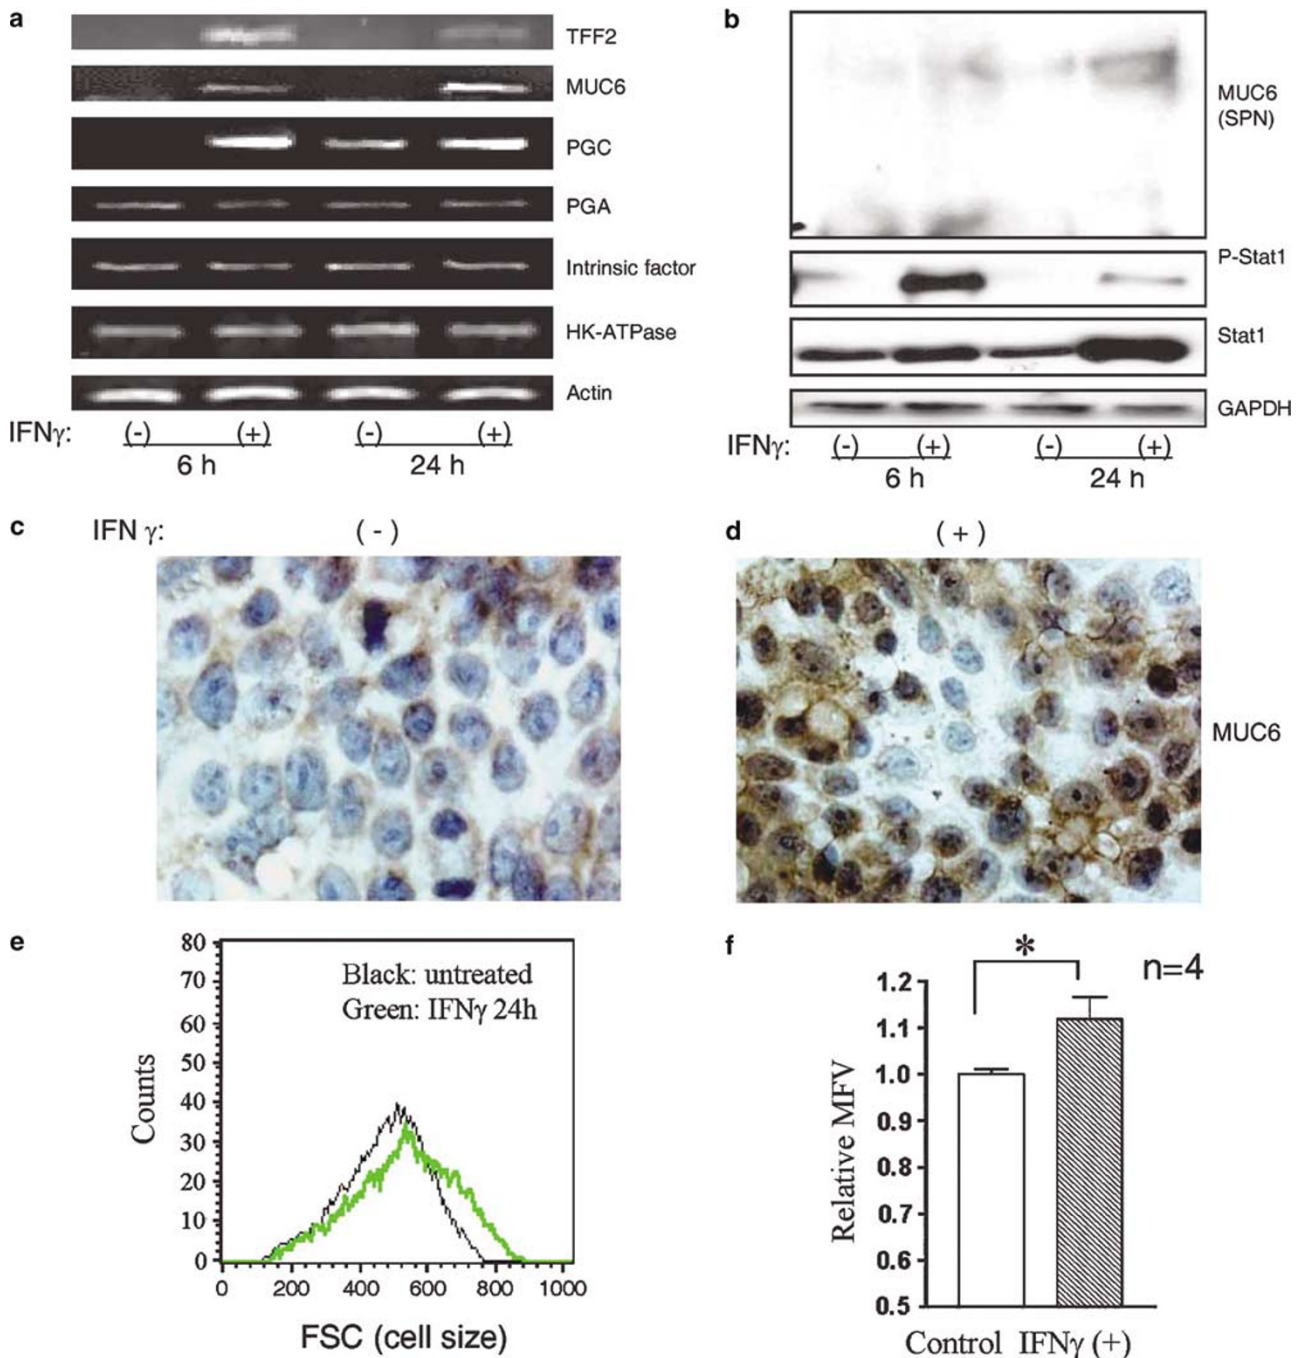 a
TFF2
MUC6
PGC
PGA
Intrinsic factor
HK-ATPase
Actin
IFNγ: (-) (+) (-) (+)
6 h 24 h
b
MUC6
(SPN)
P-Stat1
Stat1
GAPDH
IFNγ: (-) (+) (-) (+)
6 h 24 h
c IFN γ: ( - )
d ( + )
MUC6
e
80
70
60
50
40
30
20
10
0
Counts
Black: untreated
Green: IFNγ 24h
0 200 400 600 800 1000
FSC (cell size)
f
* n=4
1.2
1.1
1.0
0.9
0.8
0.7
0.6
0.5
Relative MFV
Control IFNγ (+)